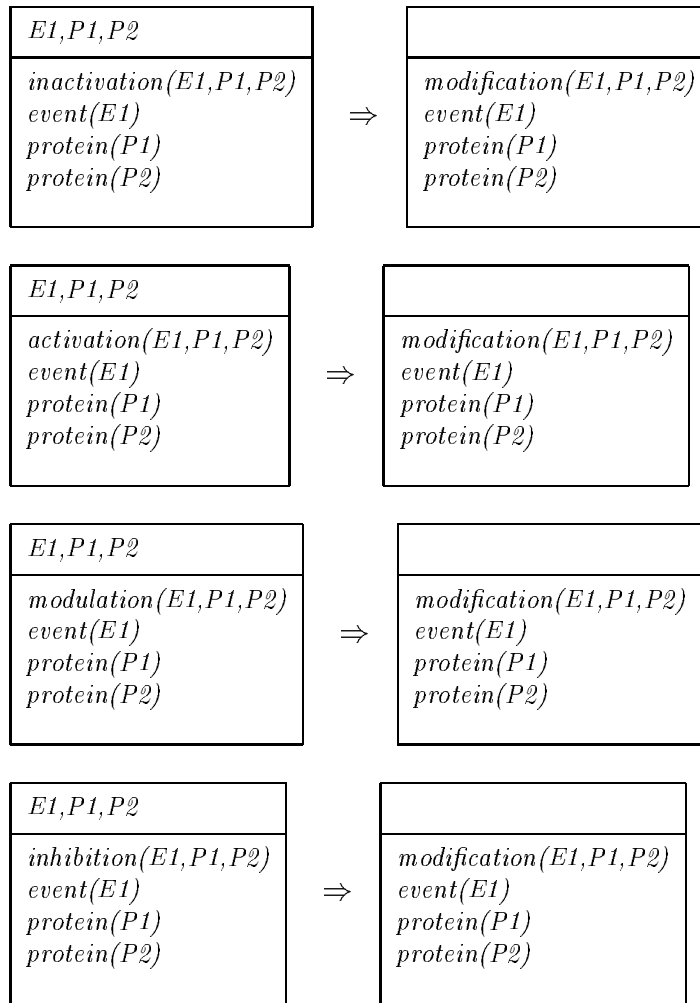 E1,P1,P2
inactivation(E1,P1,P2)
event(E1)
protein(P1)
protein(P2)
⇒
modification(E1,P1,P2)
event(E1)
protein(P1)
protein(P2)
E1,P1,P2
activation(E1,P1,P2)
event(E1)
protein(P1)
protein(P2)
⇒
modification(E1,P1,P2)
event(E1)
protein(P1)
protein(P2)
E1,P1,P2
modulation(E1,P1,P2)
event(E1)
protein(P1)
protein(P2)
⇒
modification(E1,P1,P2)
event(E1)
protein(P1)
protein(P2)
E1,P1,P2
inhibition(E1,P1,P2)
event(E1)
protein(P1)
protein(P2)
⇒
modification(E1,P1,P2)
event(E1)
protein(P1)
protein(P2)